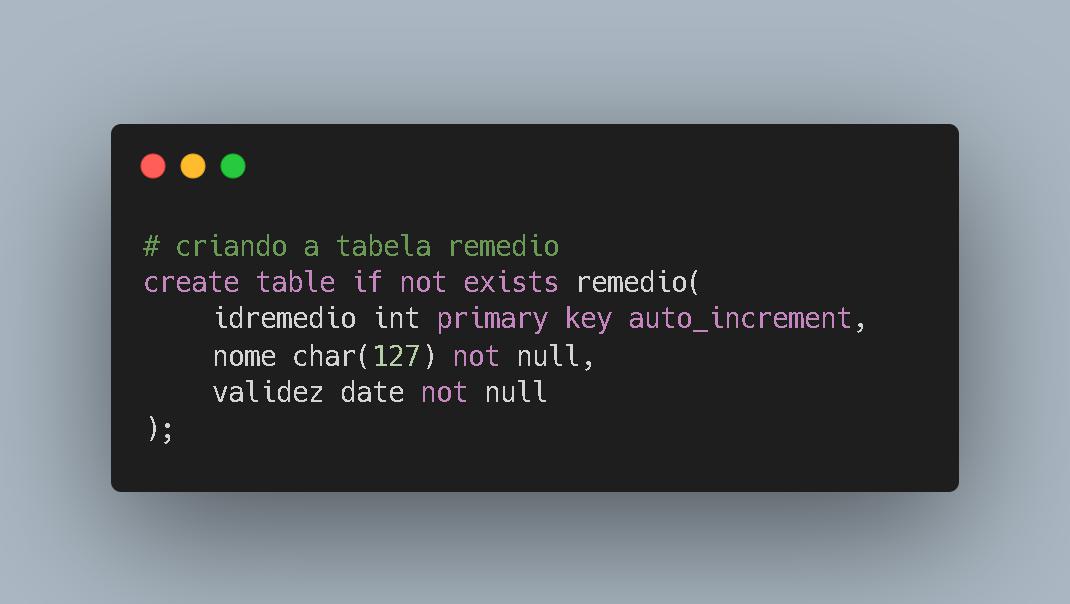 # criando a tabela remedio
create table if not exists remedio(
    idremedio int primary key auto_increment,
    nome char(127) not null,
    validez date not null
);